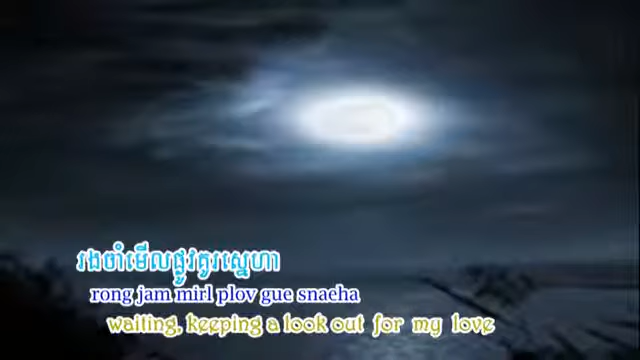 រងចាំមើលផ្លូវគូរស្នេហា
rong jam mirl plov gue snaeha
waiting, keeping a look out for my love